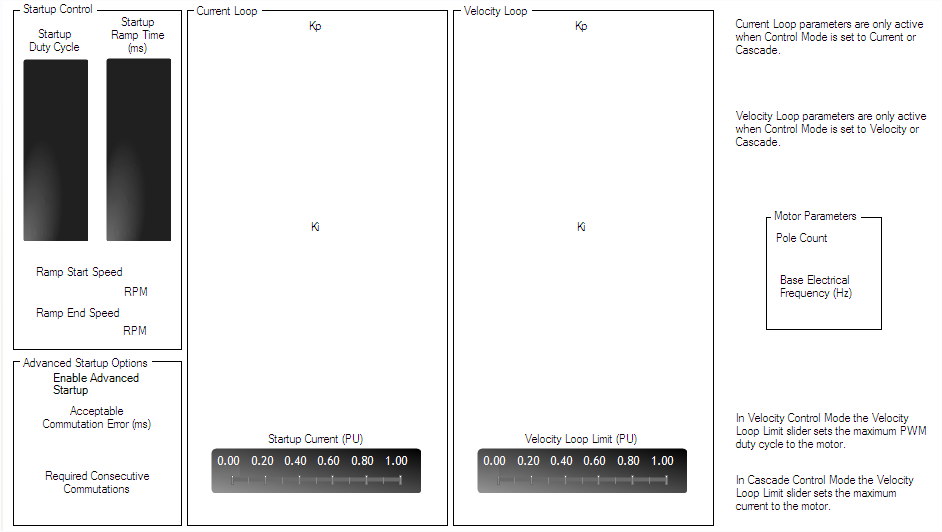 Startup Control
Startup
Duty Cycle
Startup
Ramp Time
(ms)
Ramp Start Speed
RPM
Ramp End Speed
RPM
Advanced Startup Options
Enable Advanced
Startup
Acceptable
Commutation Error (ms)
Required Consecutive
Commutations
Current Loop
Kp
Ki
Startup Current (PU)
0.00 0.20 0.40 0.60 0.80 1.00
Velocity Loop
Kp
Ki
Velocity Loop Limit (PU)
0.00 0.20 0.40 0.60 0.80 1.00
Current Loop parameters are only active
when Control Mode is set to Current or
Cascade.
Velocity Loop parameters are only active
when Control Mode is set to Velocity or
Cascade.
Motor Parameters
Pole Count
Base Electrical
Frequency (Hz)
In Velocity Control Mode the Velocity
Loop Limit slider sets the maximum PWM
duty cycle to the motor.
In Cascade Control Mode the Velocity
Loop Limit slider sets the maximum
current to the motor.